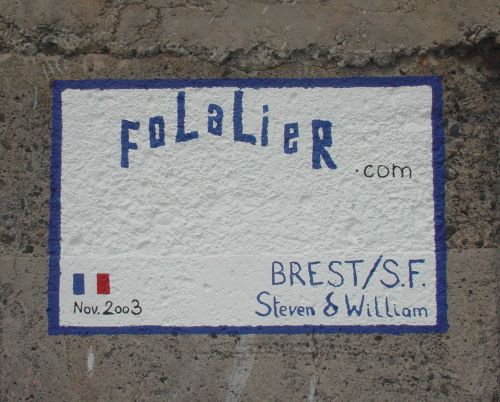 FoLaLieR
.com
BREST/S.F.
Nov. 2003
Steven & William